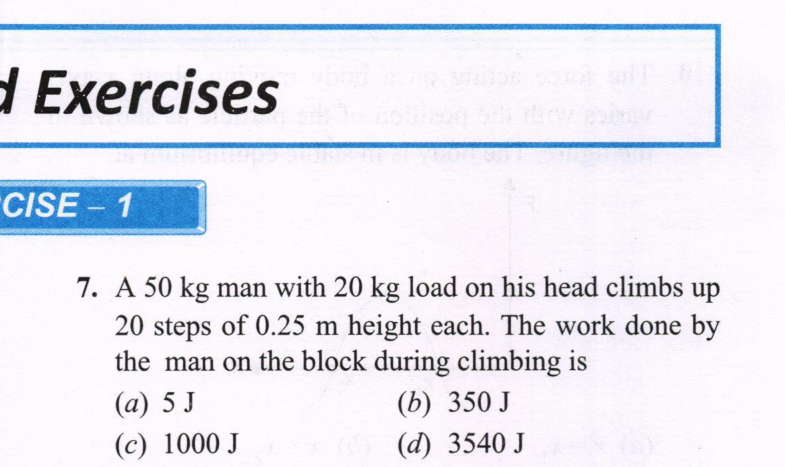 d Exercises
CISE – 1
7. A 50 kg man with 20 kg load on his head climbs up
20 steps of 0.25 m height each. The work done by
the man on the block during climbing is
(a) 5 J (b) 350 J
(c) 1000 J (d) 3540 J